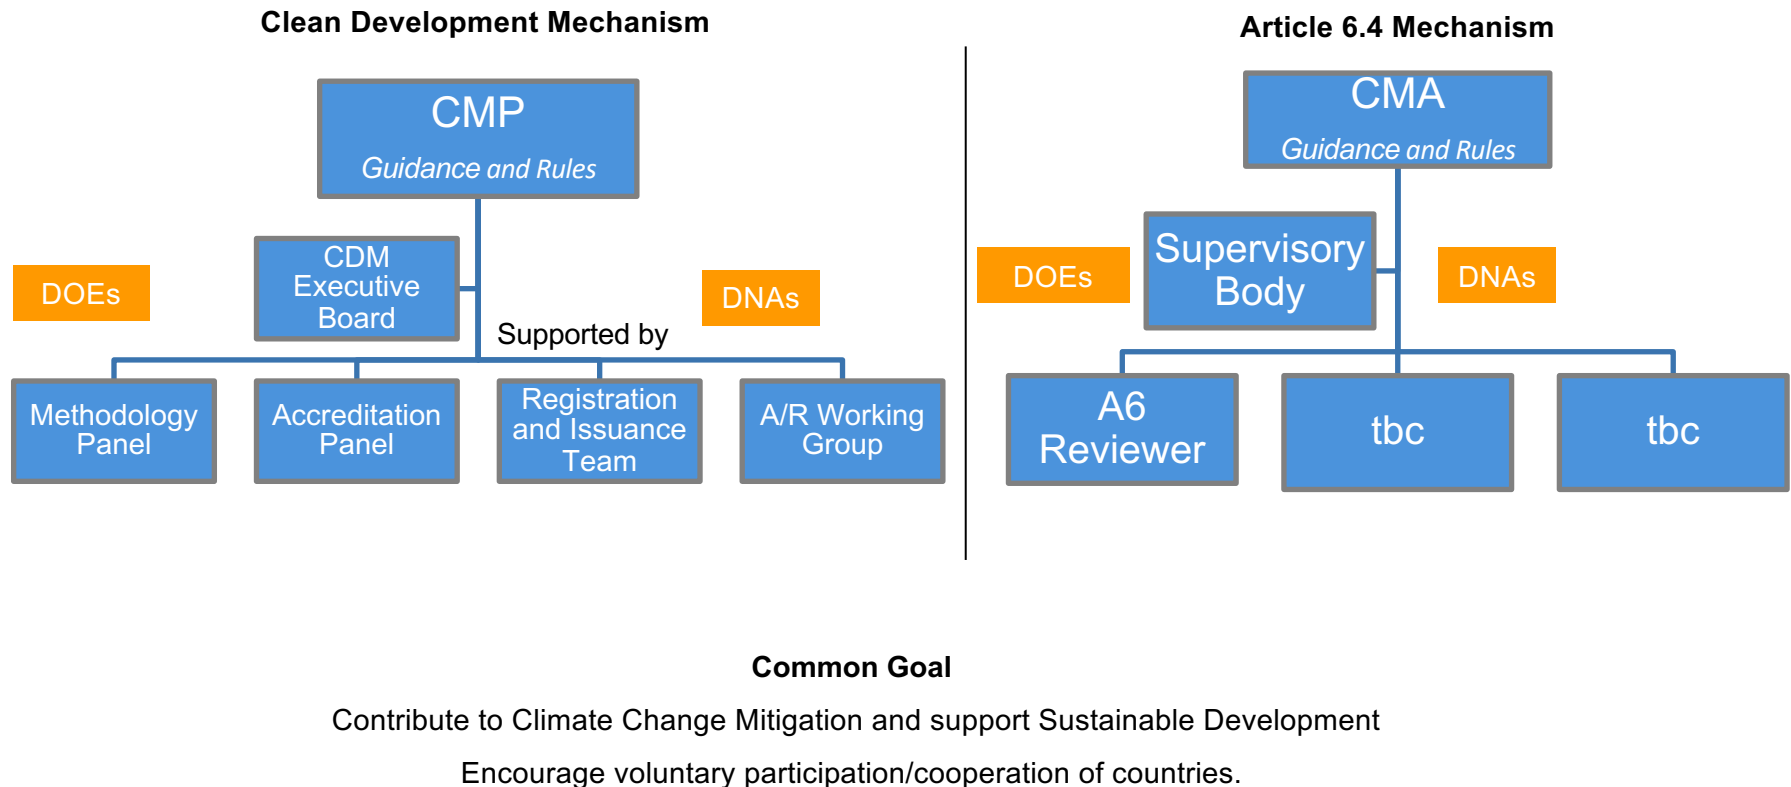 Clean Development Mechanism
CMP
Guidance and Rules
CDM
Executive
Board
DOEs
DNAs
Supported by
Methodology
Panel
Accreditation
Panel
Registration
and Issuance
Team
A/R Working
Group
Article 6.4 Mechanism
CMA
Guidance and Rules
Supervisory
Body
DOEs
DNAs
A6
Reviewer
tbc
tbc
Common Goal
Contribute to Climate Change Mitigation and support Sustainable Development
Encourage voluntary participation/cooperation of countries.